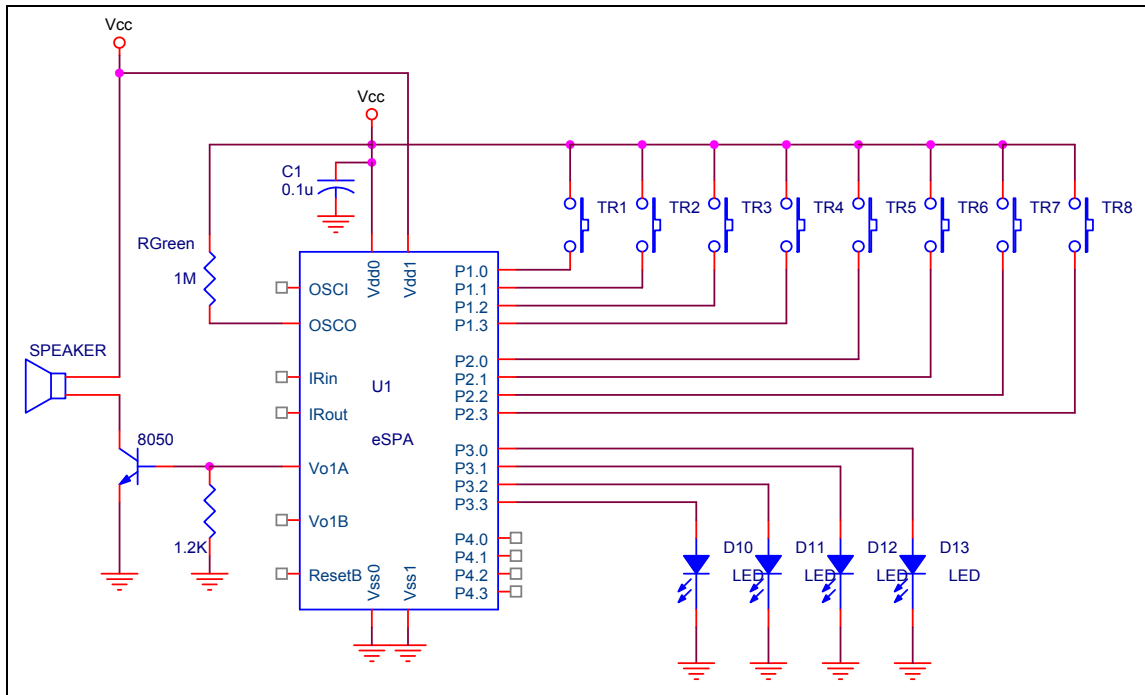 Vcc
Vcc
C1
0.1u
TR1
TR2
TR3
TR4
TR5
TR6
TR7
TR8
RGreen
1M
SPEAKER
8050
1.2K
OSCI
OSCO
IRin
IRout
Vo1A
Vo1B
ResetB
Vdd0
Vdd1
U1
eSPA
Vss0
Vss1
P1.0
P1.1
P1.2
P1.3
P2.0
P2.1
P2.2
P2.3
P3.0
P3.1
P3.2
P3.3
P4.0
P4.1
P4.2
P4.3
D10
LED
D11
LED
D12
LED
D13
LED